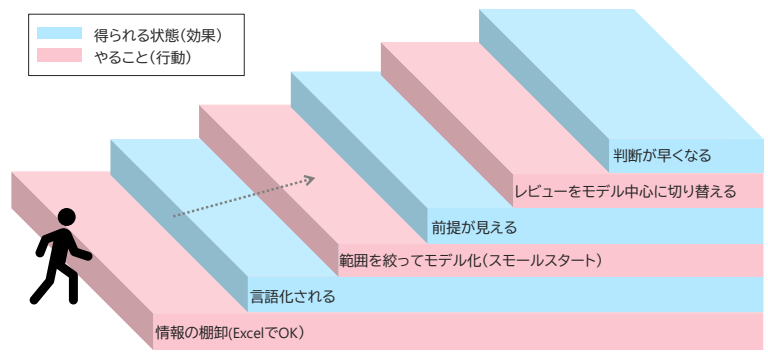 得られる状態(効果)
やること(行動)
判断が早くなる
レビューをモデル中心に切り替える
前提が見える
範囲を絞ってモデル化(スモールスタート)
言語化される
情報の棚卸(ExcelでOK)